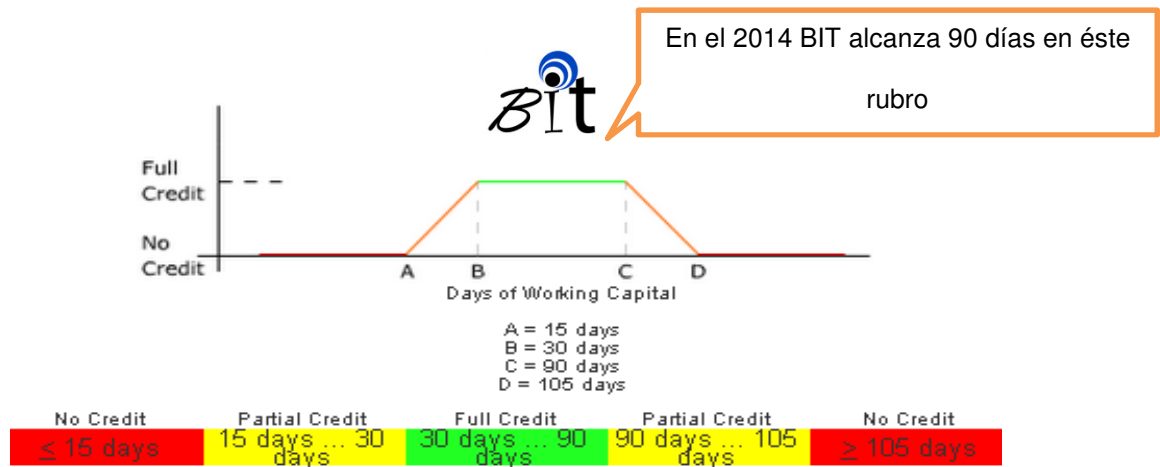 En el 2014 BIT alcanza 90 días en éste
rubro
BIt
Full
Credit
No
Credit
A B C D
Days of Working Capital
A = 15 days
B = 30 days
C = 90 days
D = 105 days
No Credit Partial Credit Full Credit Partial Credit No Credit
≤ 15 days 15 days ... 30 days 30 days ... 90 days 90 days ... 105 days ≥ 105 days